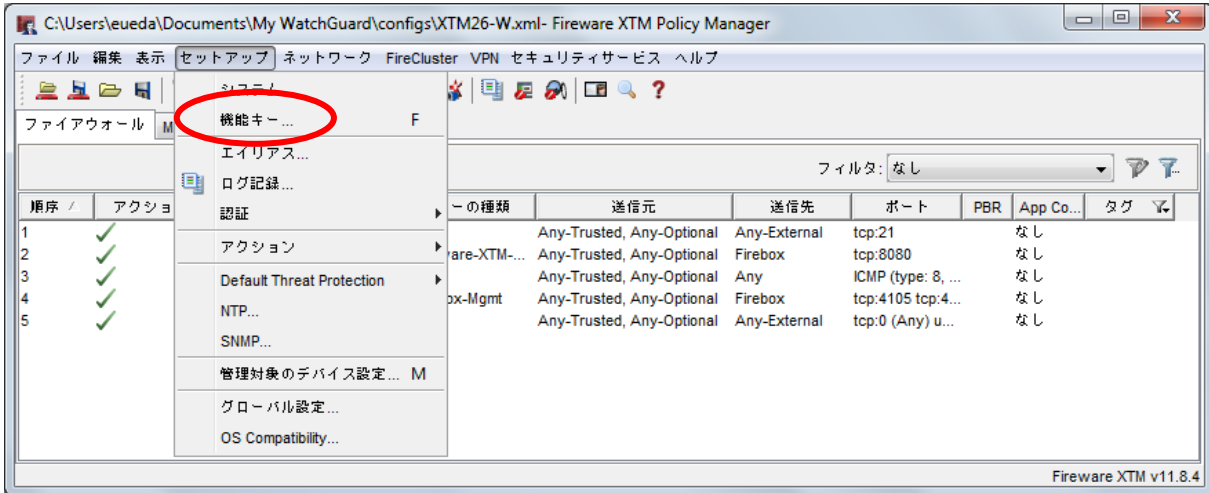 C:\Users\eueda\Documents\My WatchGuard\configs\XTM26-W.xml- Fireware XTM Policy Manager
ファイル 編集 表示 セットアップ ネットワーク FireCluster VPN セキュリティサービス ヘルプ
システム
ファイアウォール M
機能キー... F
エイリアス...
フィルタ: なし
ログ記録...
順序 アクショ ーの種類 送信元 送信先 ポート PBR App Co... タグ
認証
1 Any-Trusted, Any-Optional Any-External tcp:21 なし
アクション
2 vare-XTM-... Any-Trusted, Any-Optional Firebox tcp:8080 なし
3 Any-Trusted, Any-Optional Any ICMP (type: 8, ... なし
Default Threat Protection
4 ox-Mgmt Any-Trusted, Any-Optional Firebox tcp:4105 tcp:4... なし
NTP...
5 Any-Trusted, Any-Optional Any-External tcp:0 (Any) u... なし
SNMP...
管理対象のデバイス設定... M
グローバル設定...
OS Compatibility...
Fireware XTM v11.8.4